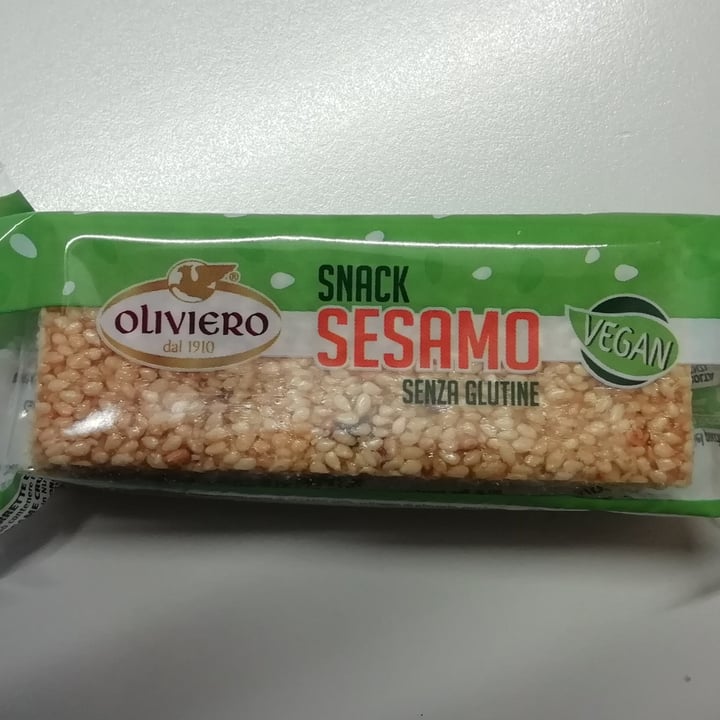 OLIVIERO
®
dal 1910
SNACK
SESAMO
SENZA GLUTINE
VEGAN